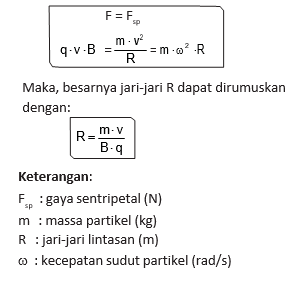 F = F_sp
q·v·B = m·v²/R = m·ω²·R
Maka, besarnya jari-jari R dapat dirumuskan
dengan:
R = m·v/B·q
Keterangan:
F_sp : gaya sentripetal (N)
m : massa partikel (kg)
R : jari-jari lintasan (m)
ω : kecepatan sudut partikel (rad/s)